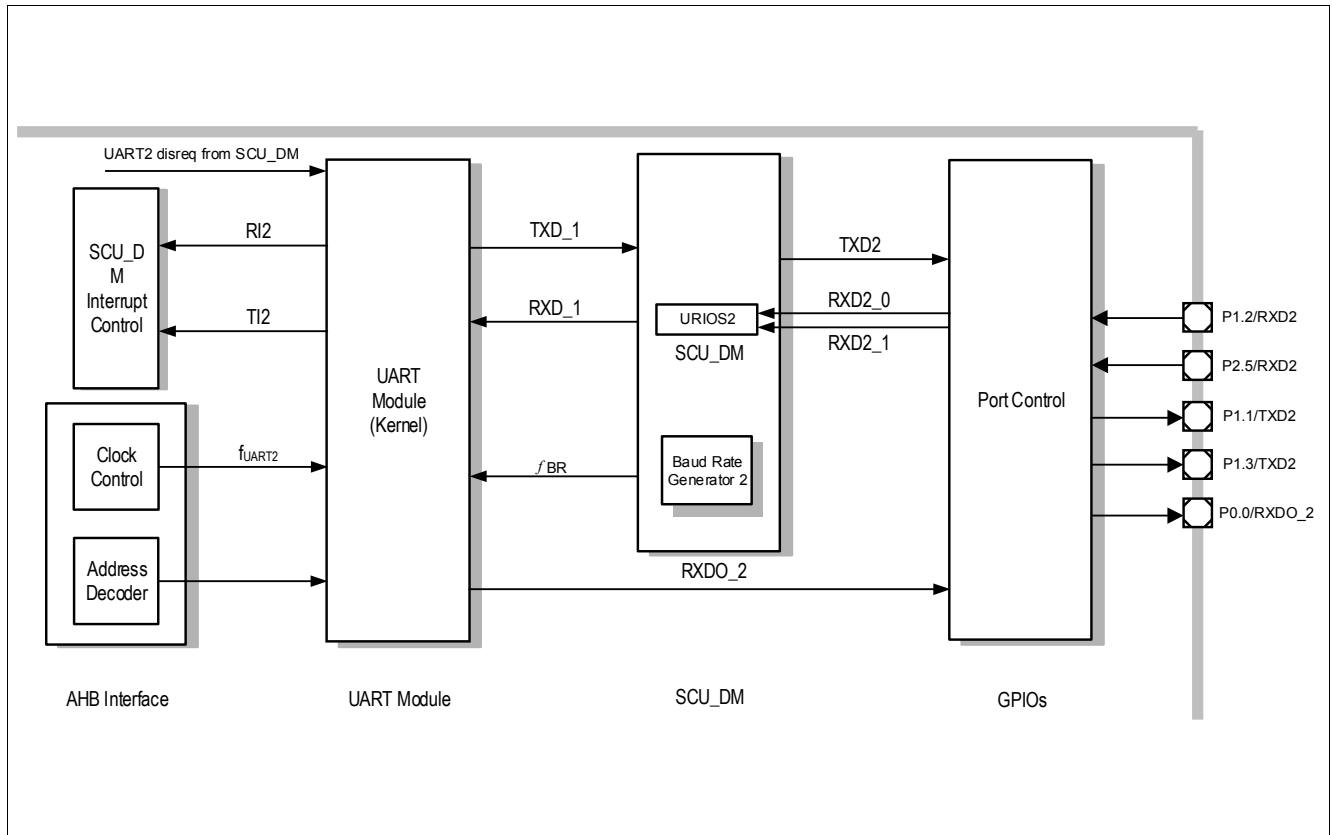 UART2 disreq from SCU_DM
SCU_D
M
Interrupt
Control
RI2
TI2
Clock
Control
fUART2
Address
Decoder
AHB Interface
UART
Module
(Kernel)
UART Module
TXD_1
RXD_1
fBR
RXDO_2
URIOS2
SCU_DM
Baud Rate
Generator 2
SCU_DM
TXD2
RXD2_0
RXD2_1
Port Control
GPIOs
P1.2/RXD2
P2.5/RXD2
P1.1/TXD2
P1.3/TXD2
P0.0/RXDO_2